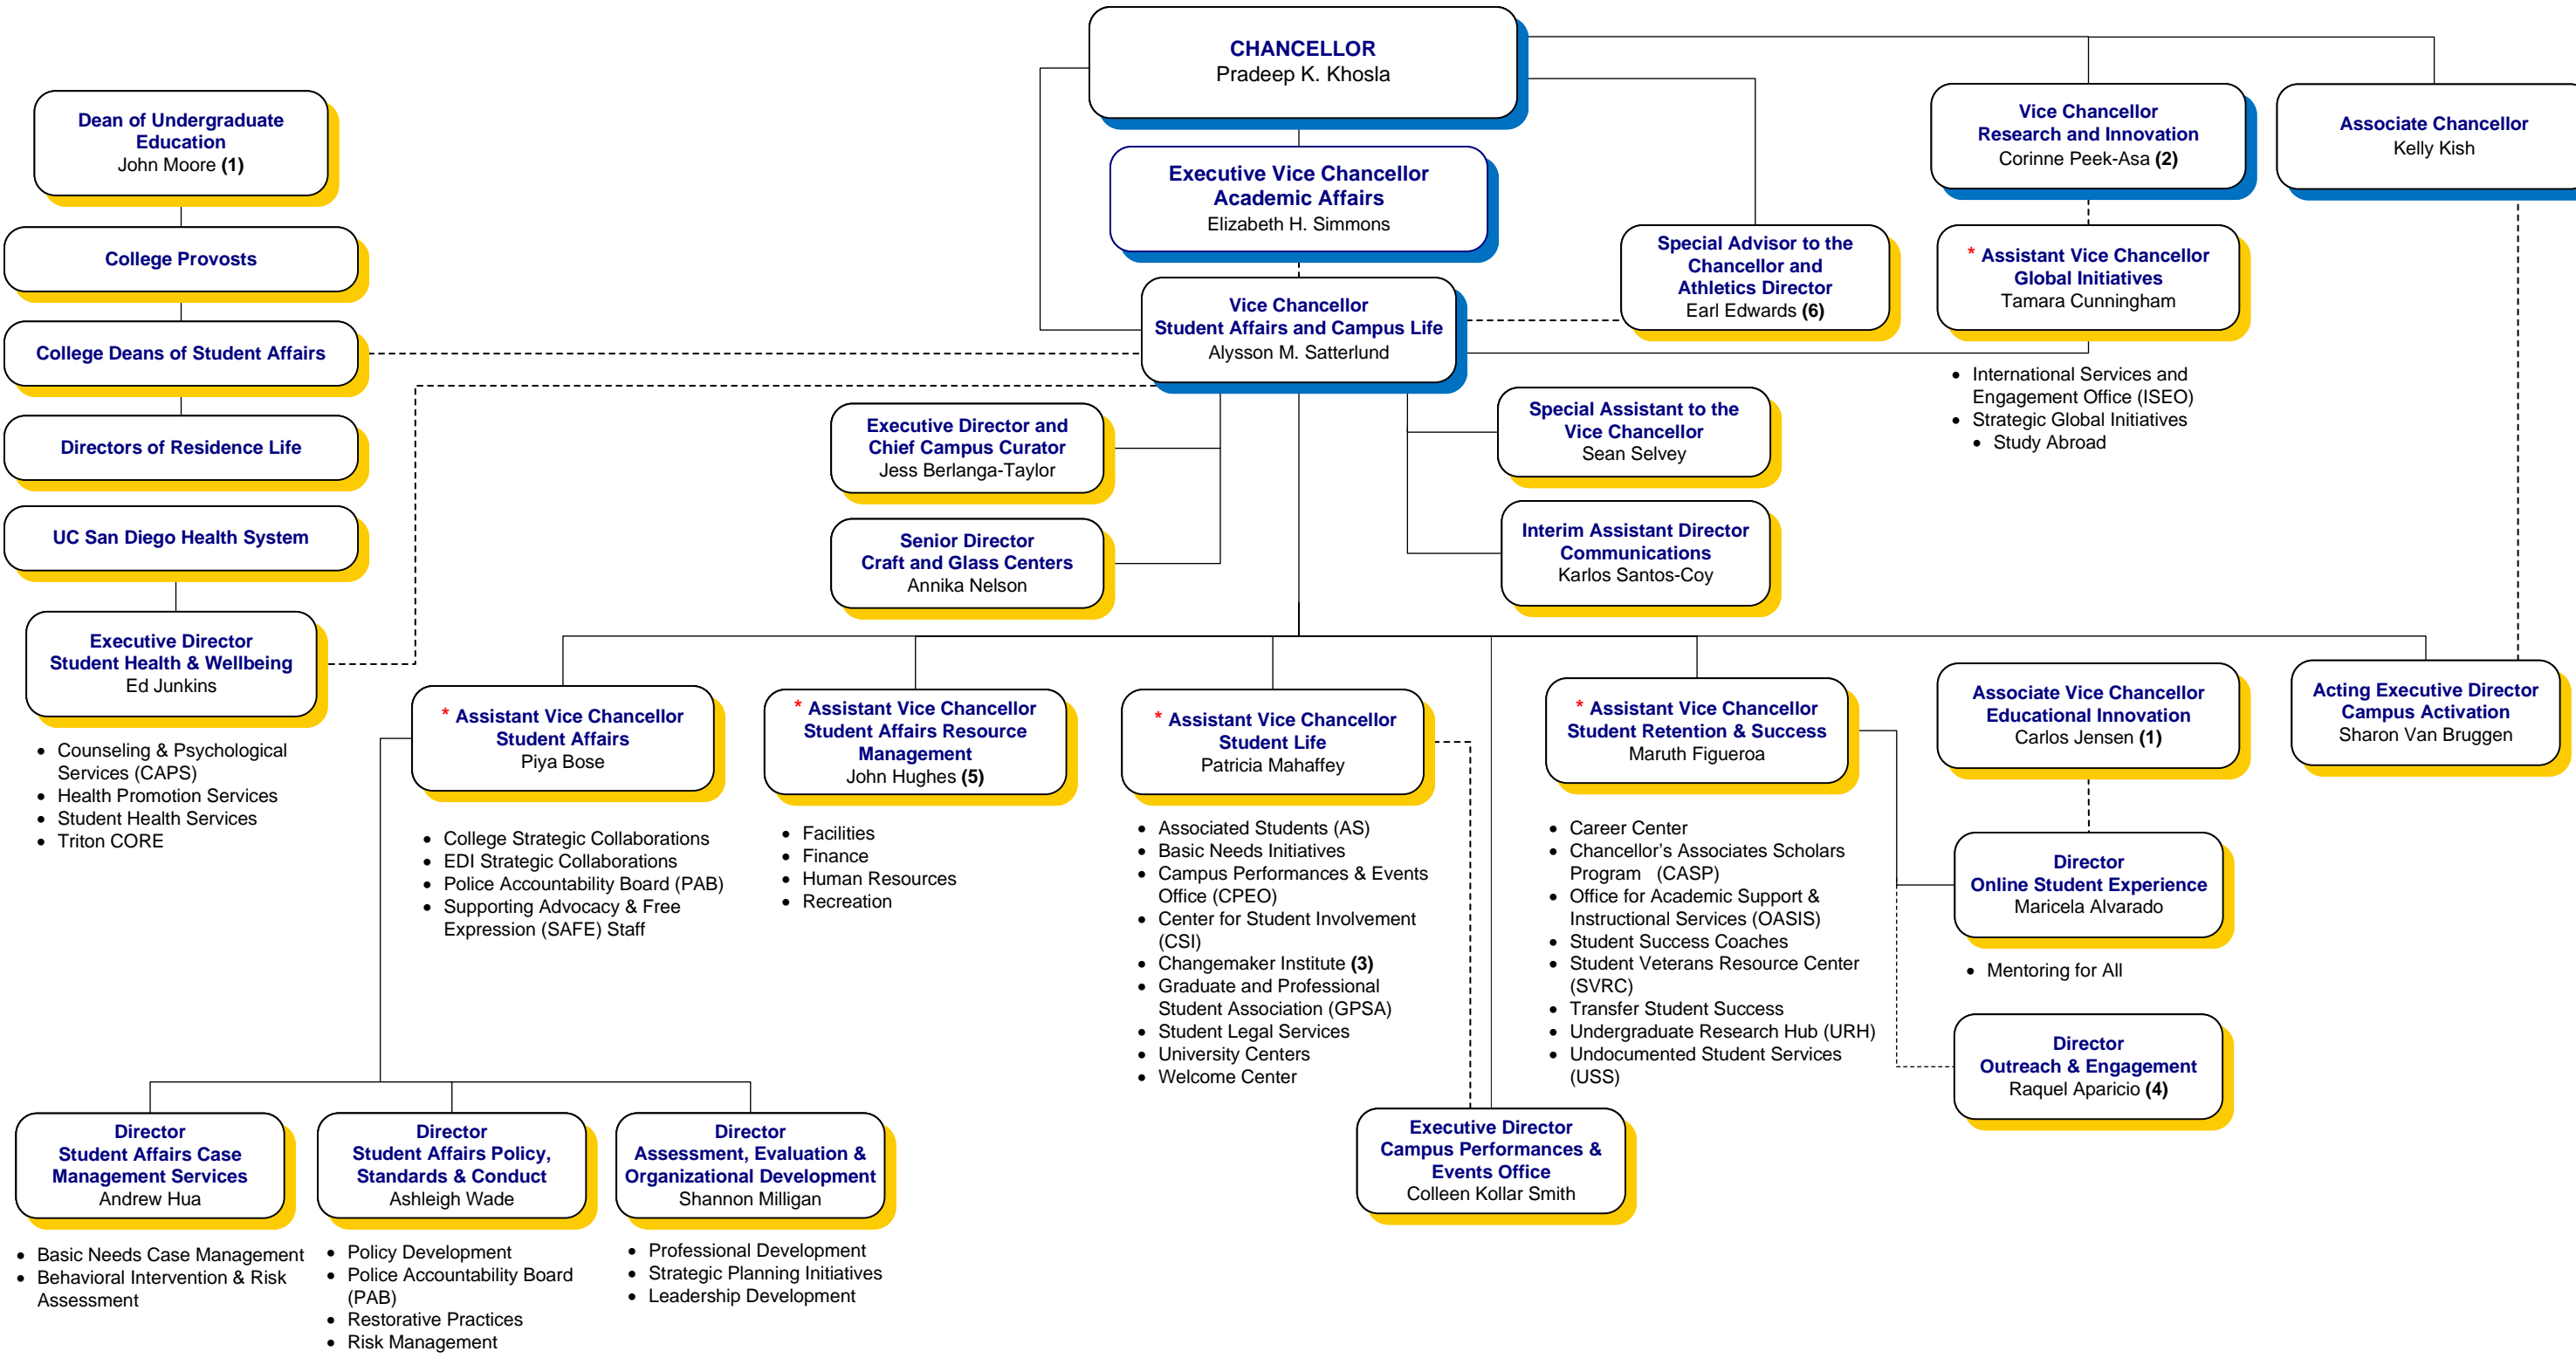 CHANCELLOR
Pradeep K. Khosla
Dean of Undergraduate
Education
John Moore (1)
College Provosts
College Deans of Student Affairs
Directors of Residence Life
UC San Diego Health System
Executive Director
Student Health & Wellbeing
Ed Junkins
• Counseling & Psychological
Services (CAPS)
• Health Promotion Services
• Student Health Services
• Triton CORE
Executive Vice Chancellor
Academic Affairs
Elizabeth H. Simmons
Vice Chancellor
Student Affairs and Campus Life
Alysson M. Satterlund
Special Advisor to the
Chancellor and
Athletics Director
Earl Edwards (6)
Vice Chancellor
Research and Innovation
Corinne Peek-Asa (2)
Associate Chancellor
Kelly Kish
* Assistant Vice Chancellor
Global Initiatives
Tamara Cunningham
• International Services and
Engagement Office (ISEO)
• Strategic Global Initiatives
• Study Abroad
Executive Director and
Chief Campus Curator
Jess Berlanga-Taylor
Senior Director
Craft and Glass Centers
Annika Nelson
Special Assistant to the
Vice Chancellor
Sean Selvey
Interim Assistant Director
Communications
Karlos Santos-Coy
* Assistant Vice Chancellor
Student Affairs
Piya Bose
• College Strategic Collaborations
• EDI Strategic Collaborations
• Police Accountability Board (PAB)
• Supporting Advocacy & Free
Expression (SAFE) Staff
* Assistant Vice Chancellor
Student Affairs Resource
Management
John Hughes (5)
• Facilities
• Finance
• Human Resources
• Recreation
* Assistant Vice Chancellor
Student Life
Patricia Mahaffey
• Associated Students (AS)
• Basic Needs Initiatives
• Campus Performances & Events
Office (CPEO)
• Center for Student Involvement
(CSI)
• Changemaker Institute (3)
• Graduate and Professional
Student Association (GPSA)
• Student Legal Services
• University Centers
• Welcome Center
* Assistant Vice Chancellor
Student Retention & Success
Maruth Figueroa
• Career Center
• Chancellor's Associates Scholars
Program (CASP)
• Office for Academic Support &
Instructional Services (OASIS)
• Student Success Coaches
• Student Veterans Resource Center
(SVRC)
• Transfer Student Success
• Undergraduate Research Hub (URH)
• Undocumented Student Services
(USS)
Associate Vice Chancellor
Educational Innovation
Carlos Jensen (1)
Director
Online Student Experience
Maricela Alvarado
• Mentoring for All
Director
Outreach & Engagement
Raquel Aparicio (4)
Acting Executive Director
Campus Activation
Sharon Van Bruggen
Director
Student Affairs Case
Management Services
Andrew Hua
• Basic Needs Case Management
• Behavioral Intervention & Risk
Assessment
Director
Student Affairs Policy,
Standards & Conduct
Ashleigh Wade
• Policy Development
• Police Accountability Board
(PAB)
• Restorative Practices
• Risk Management
Director
Assessment, Evaluation &
Organizational Development
Shannon Milligan
• Professional Development
• Strategic Planning Initiatives
• Leadership Development
Executive Director
Campus Performances &
Events Office
Colleen Kollar Smith